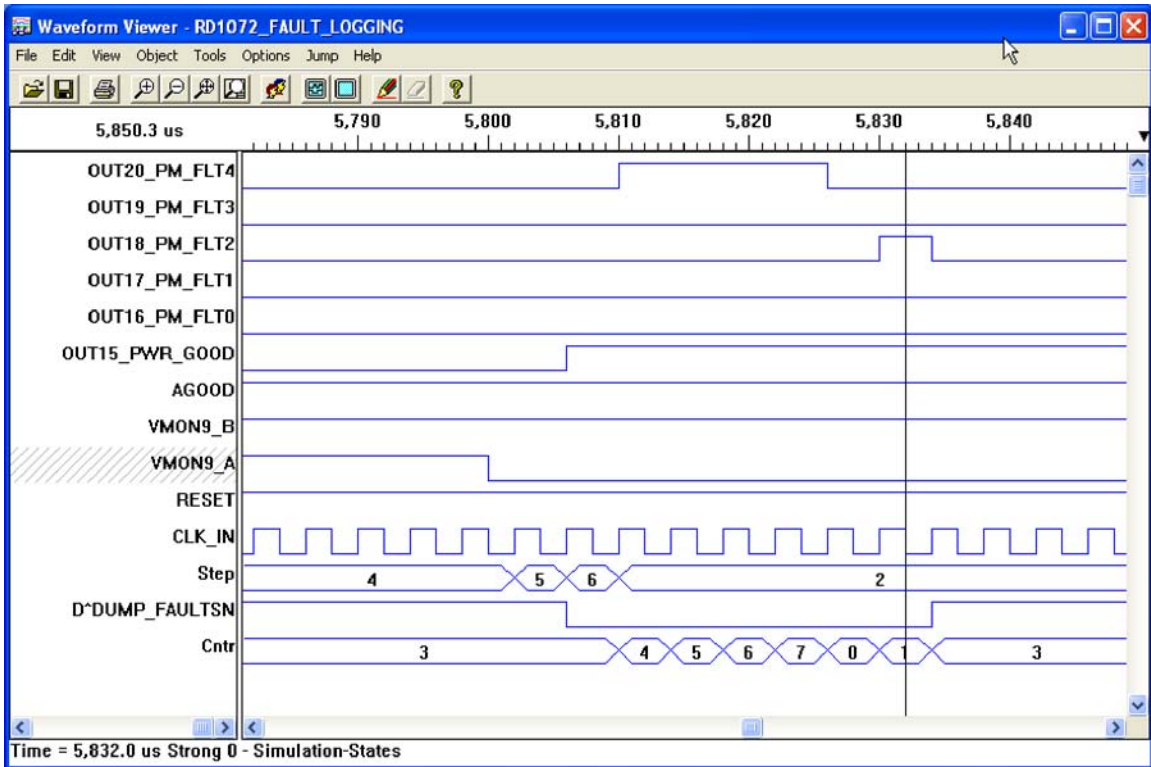 Waveform Viewer - RD1072_FAULT_LOGGING
File Edit View Object Tools Options Jump Help
5,850.3 us
5,790 5,800 5,810 5,820 5,830 5,840
OUT20_PM_FLT4
OUT19_PM_FLT3
OUT18_PM_FLT2
OUT17_PM_FLT1
OUT16_PM_FLT0
OUT15_PWR_GOOD
AGOOD
VMON9_B
VMON9_A
RESET
CLK_IN
Step 4 5 6 2
D^DUMP_FAULTSN
Cntr 3 4 5 6 7 0 1 3
Time = 5,832.0 us Strong 0 - Simulation-States